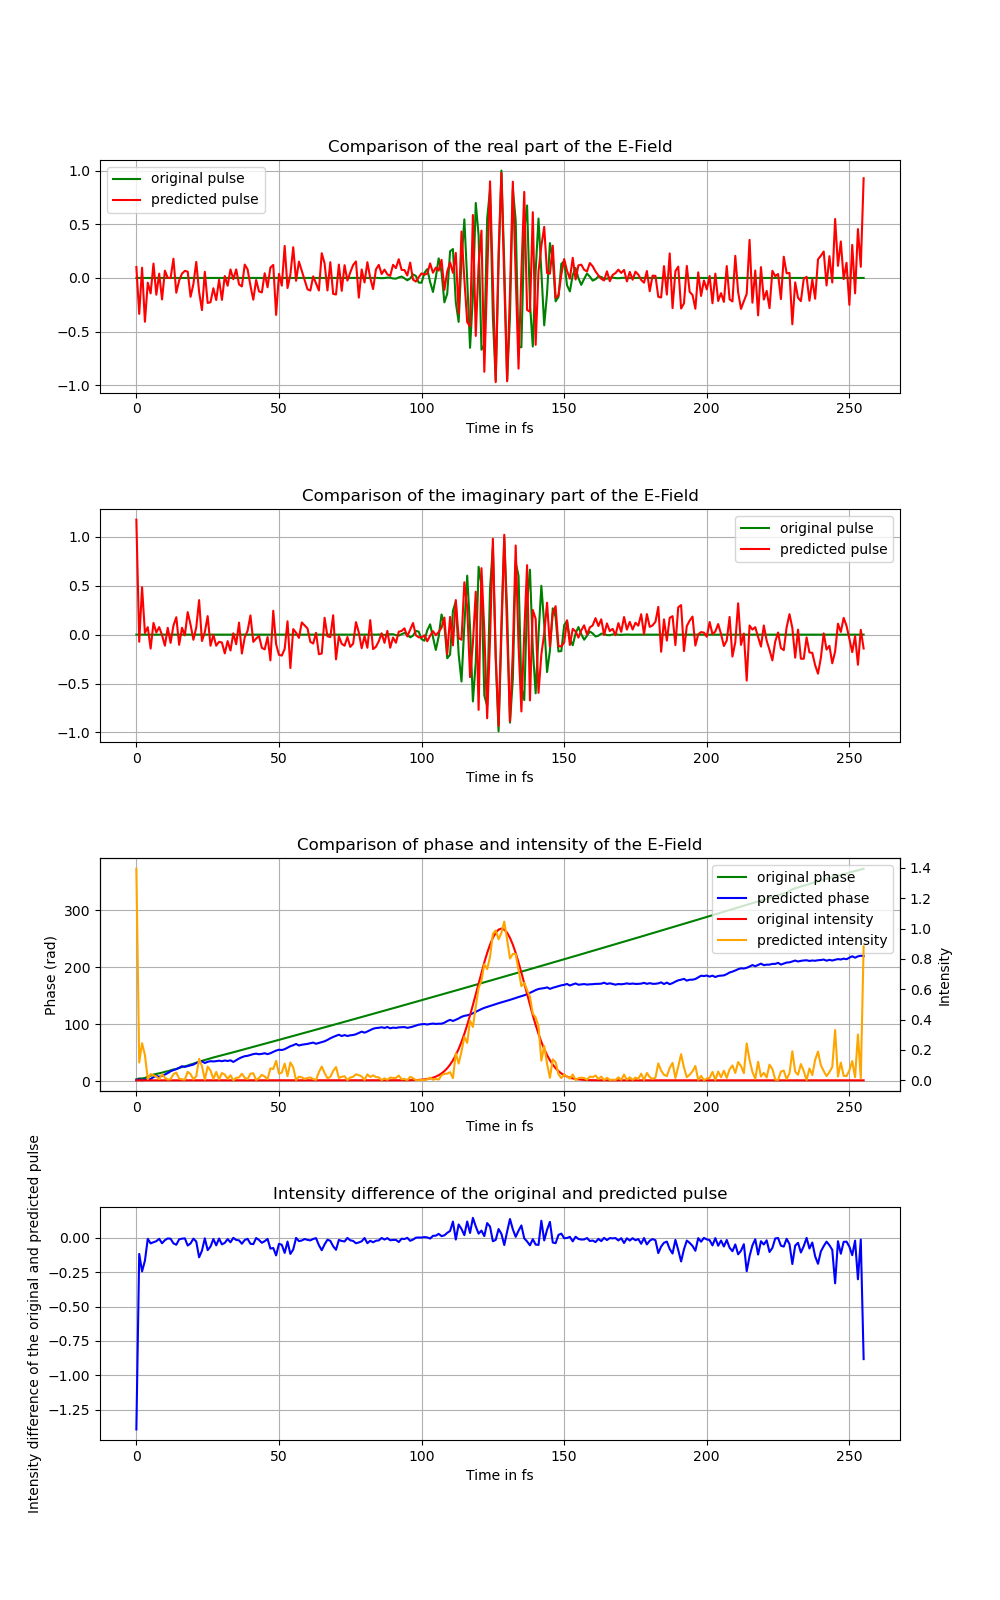 Comparison of the real part of the E-Field
original pulse
predicted pulse
1.0
0.5
0.0
−0.5
−1.0
0 50 100 150 200 250
Time in fs
Comparison of the imaginary part of the E-Field
original pulse
predicted pulse
1.0
0.5
0.0
−0.5
−1.0
0 50 100 150 200 250
Time in fs
Comparison of phase and intensity of the E-Field
original phase
predicted phase
original intensity
predicted intensity
Phase (rad)
300
200
100
0
1.4
1.2
1.0
0.8
0.6
0.4
0.2
0.0
Intensity
0 50 100 150 200 250
Time in fs
Intensity difference of the original and predicted pulse
Intensity difference of the original and predicted pulse
0.00
−0.25
−0.50
−0.75
−1.00
−1.25
0 50 100 150 200 250
Time in fs